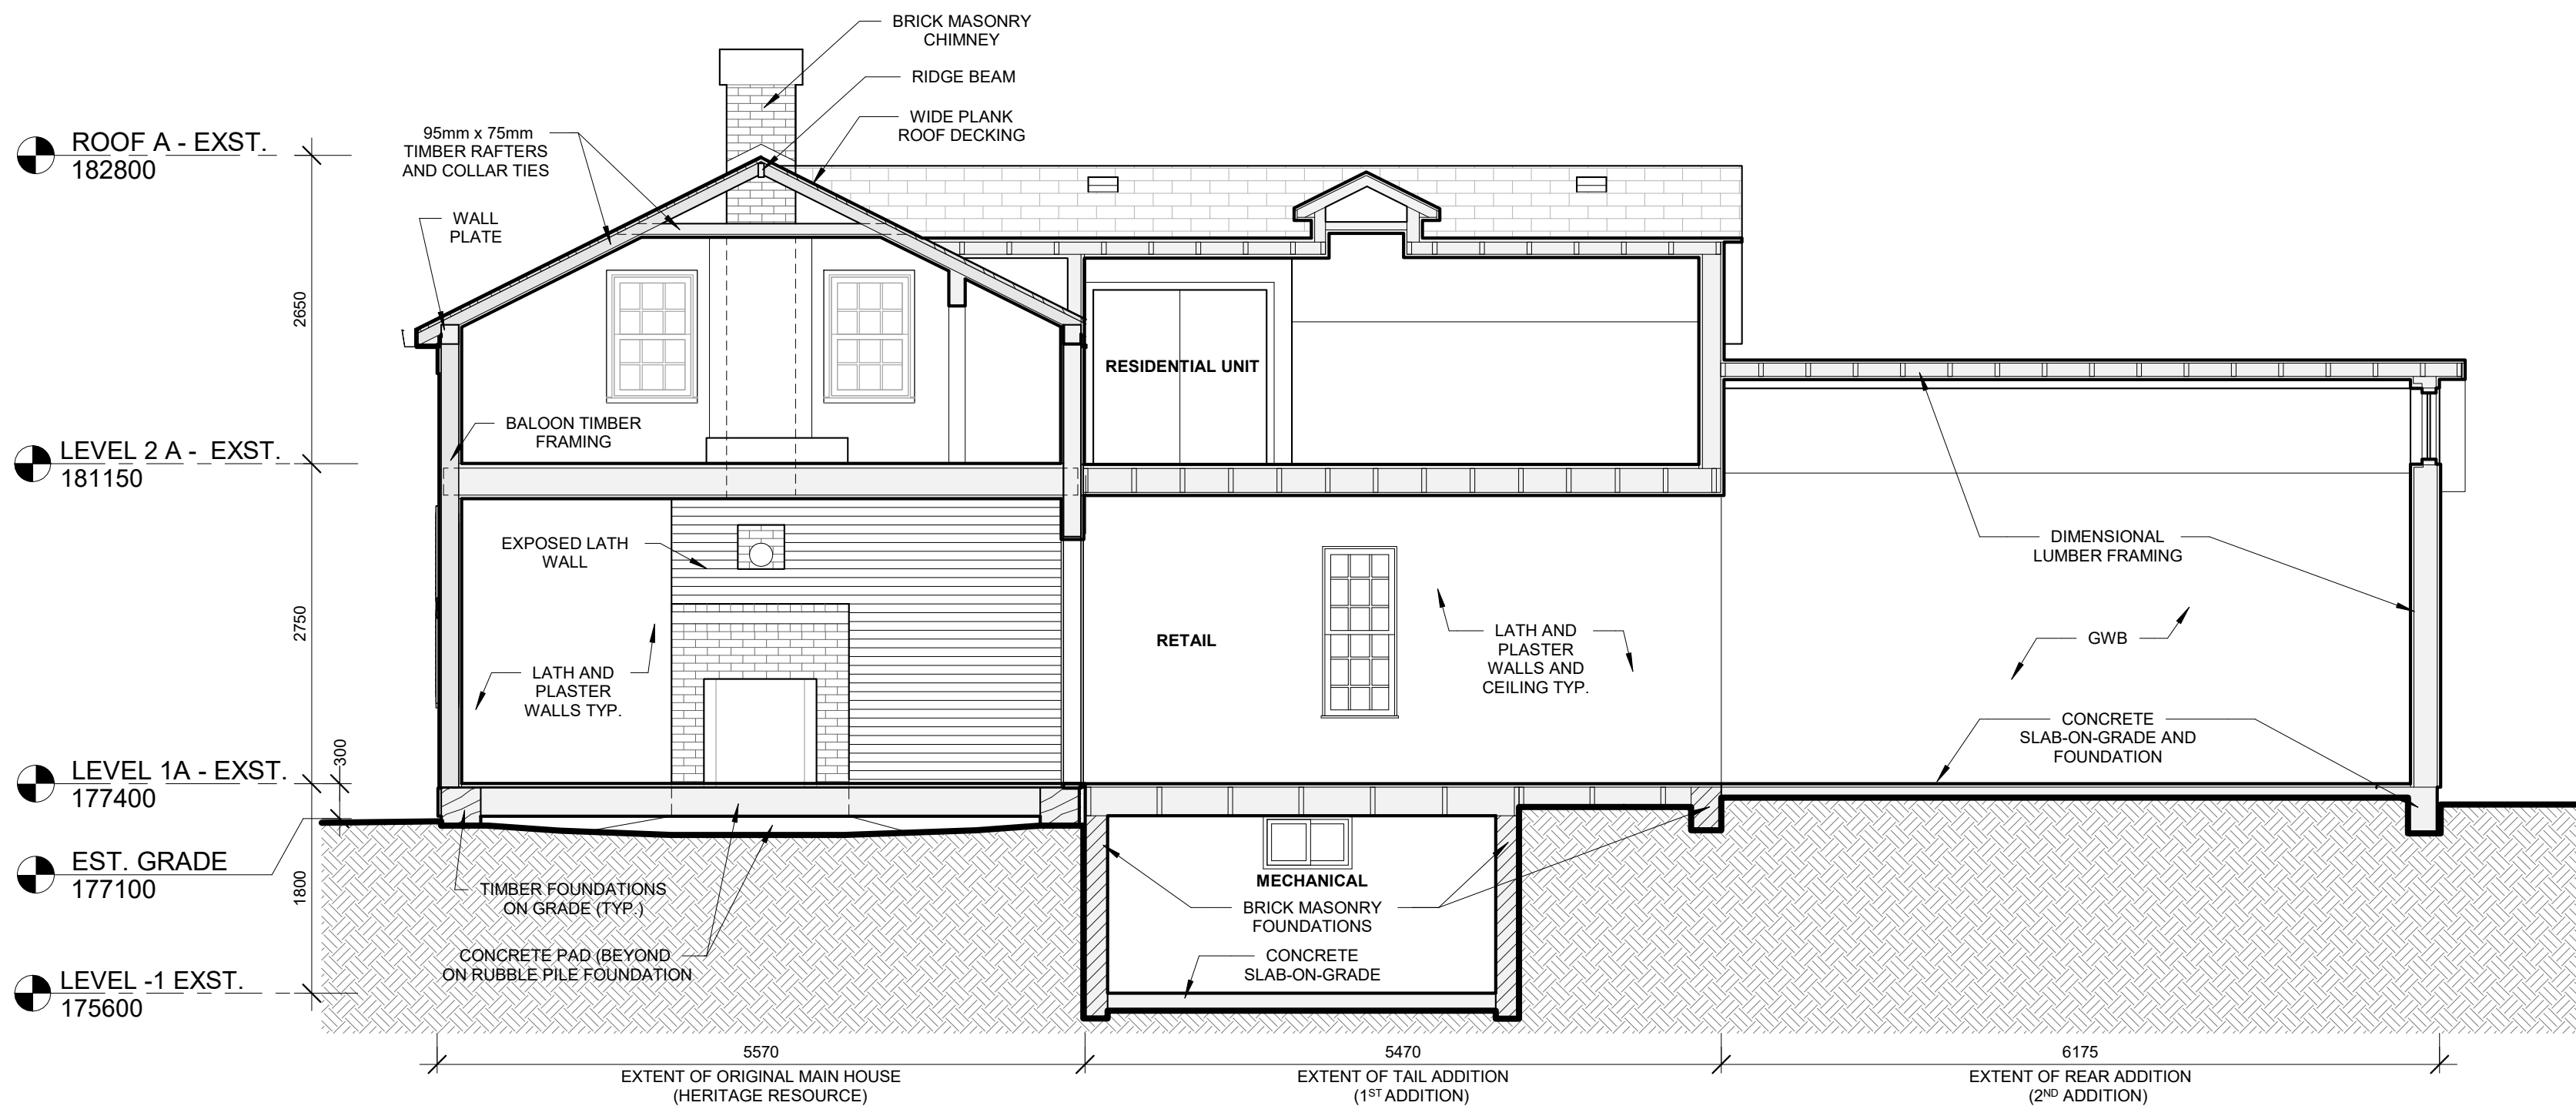 BRICK MASONRY
CHIMNEY
RIDGE BEAM
WIDE PLANK
ROOF DECKING
95mm x 75mm
TIMBER RAFTERS
AND COLLAR TIES
WALL
PLATE
ROOF A - EXST.
182800
2650
RESIDENTIAL UNIT
BALOON TIMBER
FRAMING
LEVEL 2 A - EXST.
181150
EXPOSED LATH
WALL
DIMENSIONAL
LUMBER FRAMING
2750
RETAIL
LATH AND
PLASTER
WALLS AND
CEILING TYP.
GWB
LATH AND
PLASTER
WALLS TYP.
CONCRETE
SLAB-ON-GRADE AND
FOUNDATION
300
LEVEL 1A - EXST.
177400
EST. GRADE
177100
1800
TIMBER FOUNDATIONS
ON GRADE (TYP.)
MECHANICAL
BRICK MASONRY
FOUNDATIONS
CONCRETE PAD (BEYOND
ON RUBBLE PILE FOUNDATION
CONCRETE
SLAB-ON-GRADE
LEVEL -1 EXST.
175600
5570
EXTENT OF ORIGINAL MAIN HOUSE
(HERITAGE RESOURCE)
5470
EXTENT OF TAIL ADDITION
(1ST ADDITION)
6175
EXTENT OF REAR ADDITION
(2ND ADDITION)